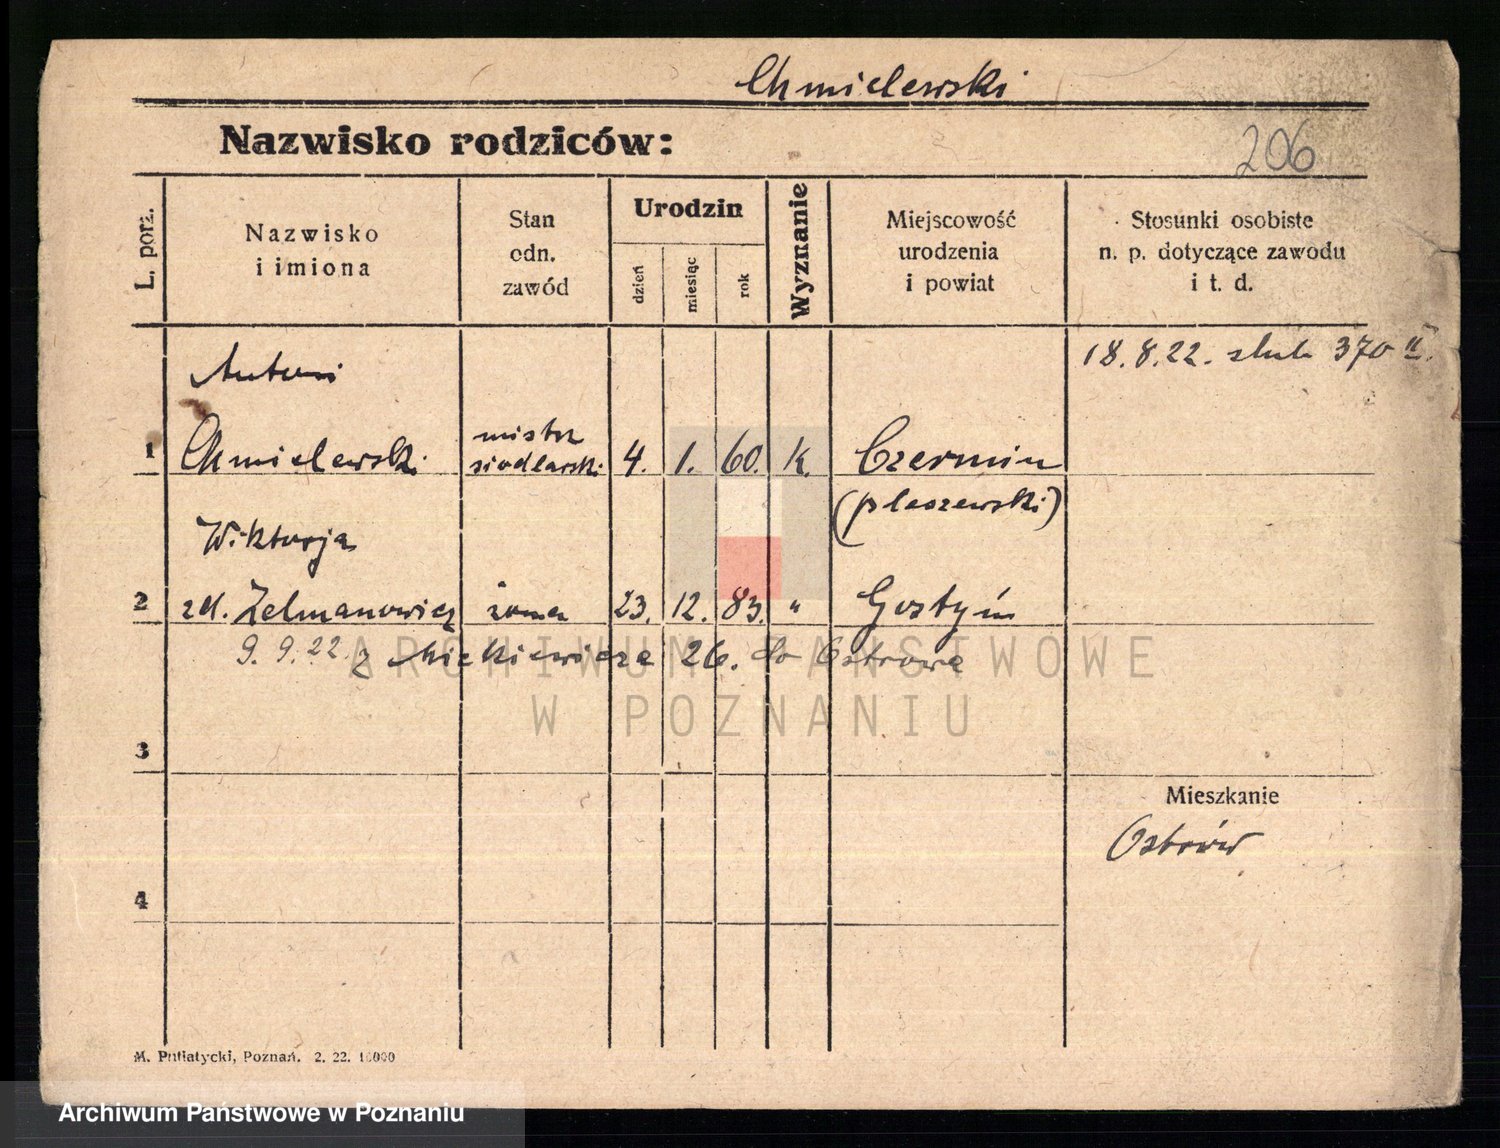 Chmielewski
Nazwisko rodziców:
206
L. porz.
Nazwisko
i imiona
Stan
odn.
zawód
Urodzin
dzień
miesiąc
rok
Wyznanie
Miejscowość
urodzenia
i powiat
Stosunki osobiste
n. p. dotyczące zawodu
i t. d.
18.8.22. ślub 370 II.
Antoni
1 Chmielewski mistrz siodlarski 4. 1. 60. k. Czermin
(pleszewski)
Wiktorja
2 zd. Zelmanowicz żona 23. 12. 83. " Gostyń
9.9.22 z Mickiewicza 26. do Ostrowa
ARCHIWUM PAŃSTWOWE
W POZNANIU
3
Mieszkanie
Ostrów
4
M. Putiatycki, Poznań. 2. 22. 10000
Archiwum Państwowe w Poznaniu